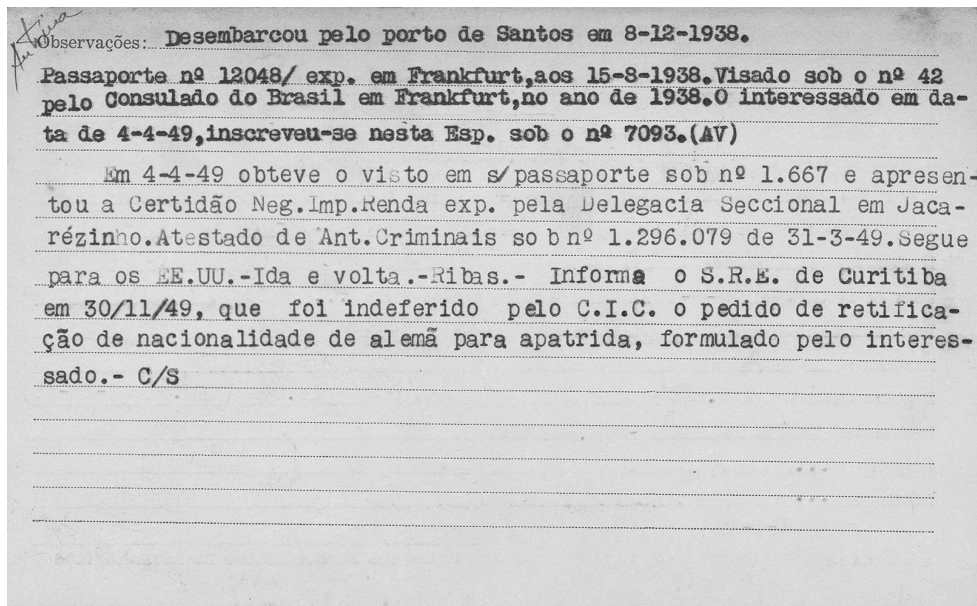 Observações: Desembarcou pelo porto de Santos em 8-12-1938.
Passaporte nº 12048/ exp. em Frankfurt,aos 15-8-1938.Visado sob o nº 42
pelo Consulado do Brasil em Frankfurt,no ano de 1938.O interessado em da-
ta de 4-4-49,inscreveu-se nesta Esp. sob o nº 7093.(AV)
Em 4-4-49 obteve o visto em s/passaporte sob nº 1.667 e apresen-
tou a Certidão Neg.Imp.Renda exp. pela Delegacia Seccional em Jaca-
rézinho.Atestado de Ant.Criminais sob nº 1.296.079 de 31-3-49.Segue
para os EE.UU.-Ida e volta.-Ribas.- Informa o S.R.E. de Curitiba
em 30/11/49, que foi indeferido pelo C.I.C. o pedido de retifica-
ção de nacionalidade de alemã para apatrida, formulado pelo interes-
sado.- C/S